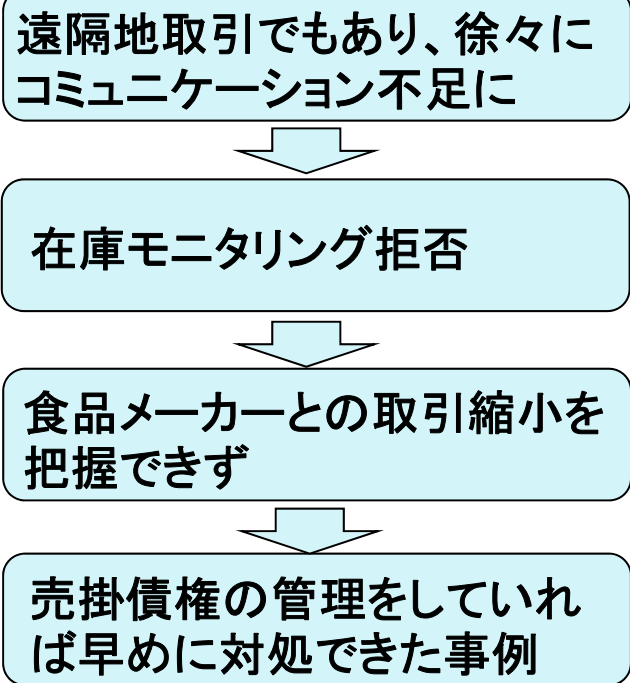 遠隔地取引でもあり、徐々に
コミュニケーション不足に
在庫モニタリング拒否
食品メーカーとの取引縮小を
把握できず
売掛債権の管理をしていれ
ば早めに対処できた事例